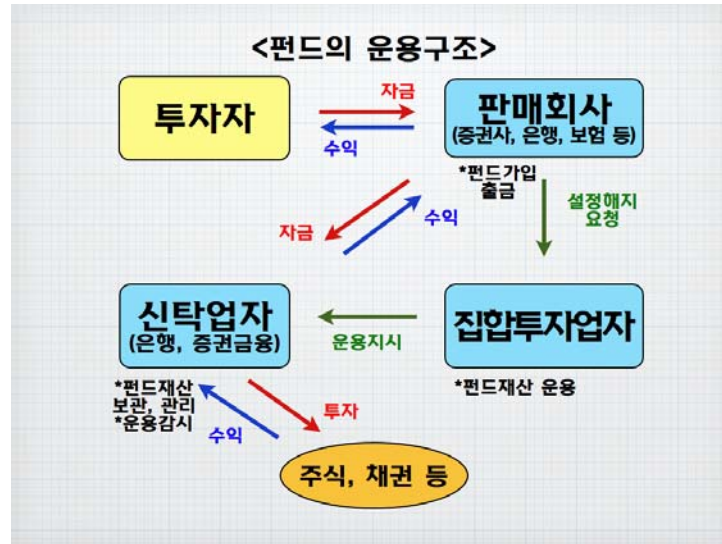 <펀드의 운용구조>
투자자
자금
수익
판매회사
(증권사, 은행, 보험 등)
*펀드가입
출금
설정해지
요청
자금
수익
신탁업자
(은행, 증권금융)
운용지시
집합투자업자
*펀드재산
보관, 관리
*운용감시
*펀드재산 운용
투자
수익
주식, 채권 등